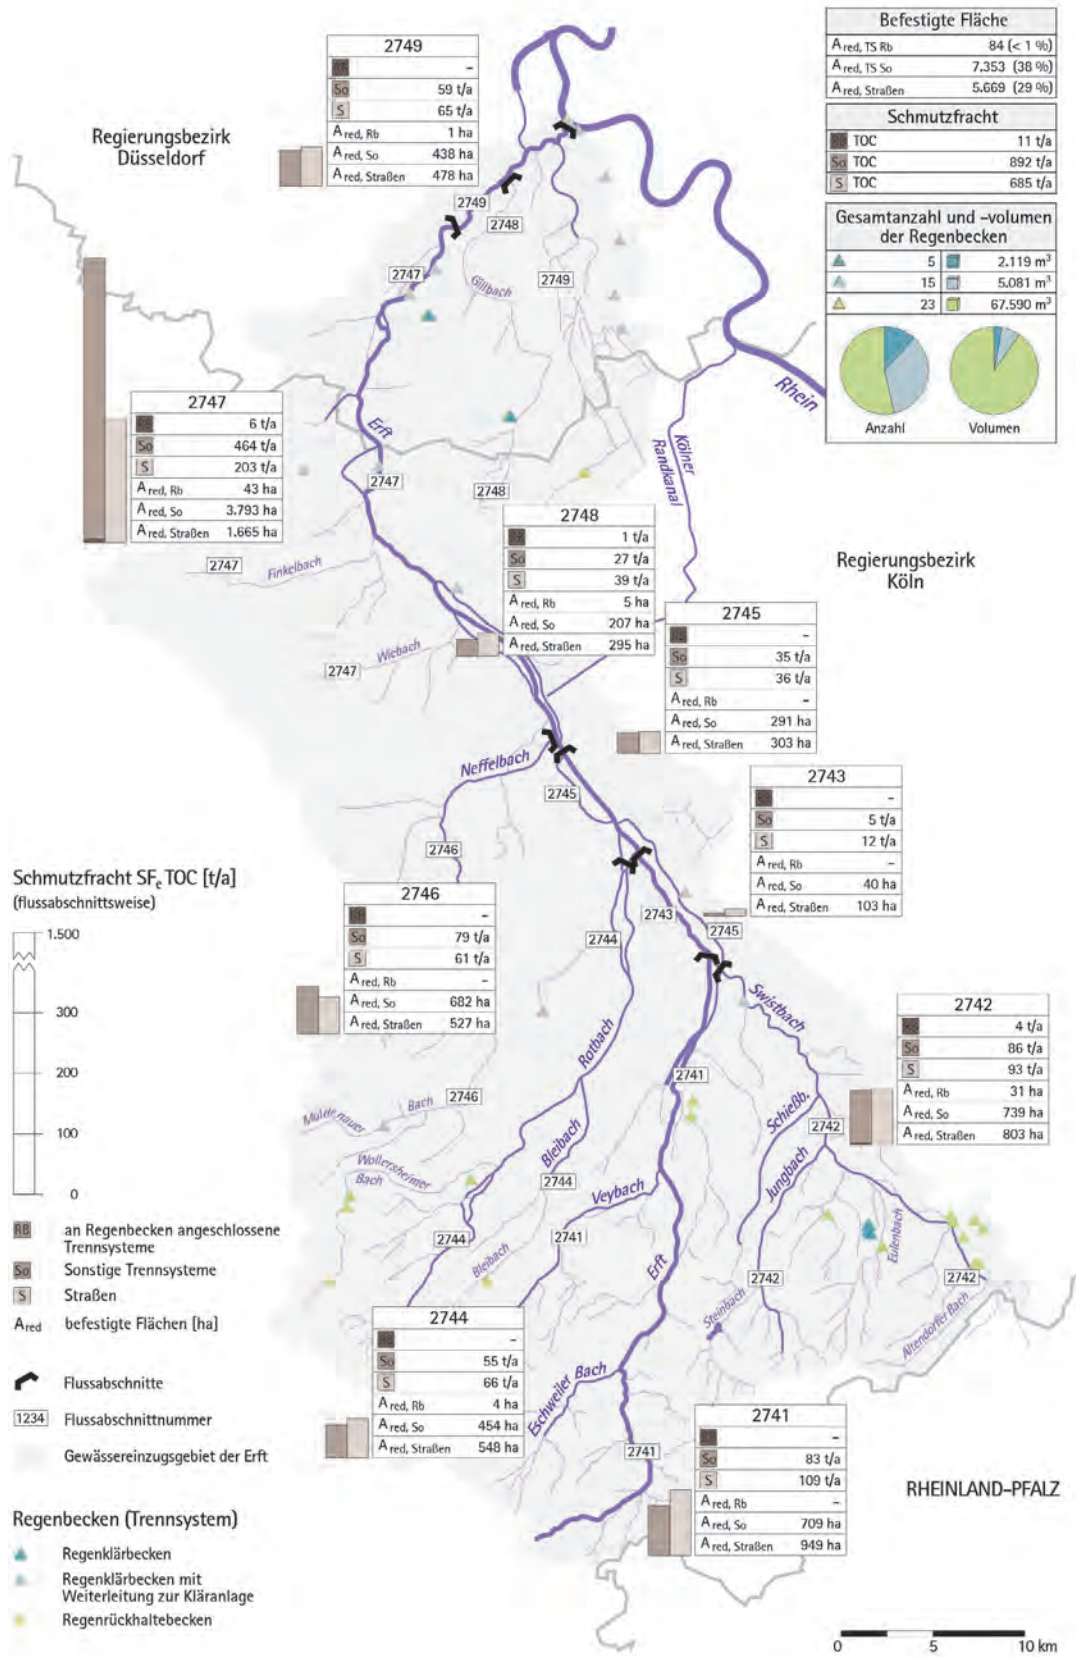 Befestigte Fläche
A red, TS Rb 84 (< 1 %)
A red, TS So 7.353 (38 %)
A red, Straßen 5.669 (29 %)
Schmutzfracht
RB TOC 11 t/a
So TOC 892 t/a
S TOC 685 t/a
Gesamtanzahl und -volumen
der Regenbecken
5 2.119 m³
15 5.081 m³
23 67.590 m³
Anzahl Volumen
2749
RB –
So 59 t/a
S 65 t/a
A red, Rb 1 ha
A red, So 438 ha
A red, Straßen 478 ha
Regierungsbezirk
Düsseldorf
2749
2748
2747
Gillbach
2749
Rhein
2747
RB 6 t/a
So 464 t/a
S 203 t/a
A red, Rb 43 ha
A red, So 3.793 ha
A red, Straßen 1.665 ha
Erft
Kölner
Randkanal
2747
2748
2748
RB 1 t/a
So 27 t/a
S 39 t/a
A red, Rb 5 ha
A red, So 207 ha
A red, Straßen 295 ha
Regierungsbezirk
Köln
2747
Finkelbach
2745
RB –
So 35 t/a
S 36 t/a
A red, Rb –
A red, So 291 ha
A red, Straßen 303 ha
Wiebach
2747
Neffelbach
2745
2743
RB –
So 5 t/a
S 12 t/a
A red, Rb –
A red, So 40 ha
A red, Straßen 103 ha
2746
2746
RB –
So 79 t/a
S 61 t/a
A red, Rb –
A red, So 682 ha
A red, Straßen 527 ha
2743
2745
2744
Swistbach
2742
RB 4 t/a
So 86 t/a
S 93 t/a
A red, Rb 31 ha
A red, So 739 ha
A red, Straßen 803 ha
Rotbach
2741
2746
Muldenauer Bach
Schießb.
2742
Bleibach
Jungbach
Wollersheimer
Bach
2744
Veybach
2744
2741
Bleibach
Erft
Eulenbach
2742
2742
Steinbach
Altendorfer Bach
2744
RB –
So 55 t/a
S 66 t/a
A red, Rb 4 ha
A red, So 454 ha
A red, Straßen 548 ha
Eschweiler Bach
2741
2741
RB –
So 83 t/a
S 109 t/a
A red, Rb –
A red, So 709 ha
A red, Straßen 949 ha
RHEINLAND-PFALZ
Schmutzfracht SFe TOC [t/a]
(flussabschnittsweise)
1.500
300
200
100
0
RB an Regenbecken angeschlossene
Trennsysteme
So Sonstige Trennsysteme
S Straßen
A red befestigte Flächen [ha]
Flussabschnitte
1234 Flussabschnittnummer
Gewässereinzugsgebiet der Erft
Regenbecken (Trennsystem)
Regenklärbecken
Regenklärbecken mit
Weiterleitung zur Kläranlage
Regenrückhaltebecken
0 5 10 km